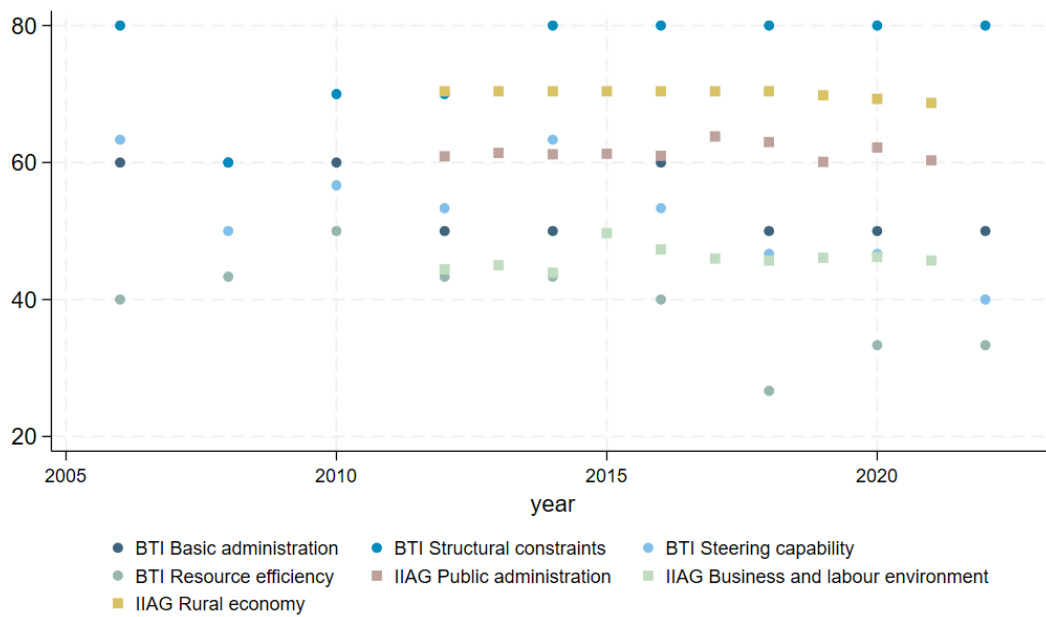 80
60
40
20
2005 2010 2015 2020
year
BTI Basic administration BTI Structural constraints BTI Steering capability
BTI Resource efficiency IIAG Public administration IIAG Business and labour environment
IIAG Rural economy